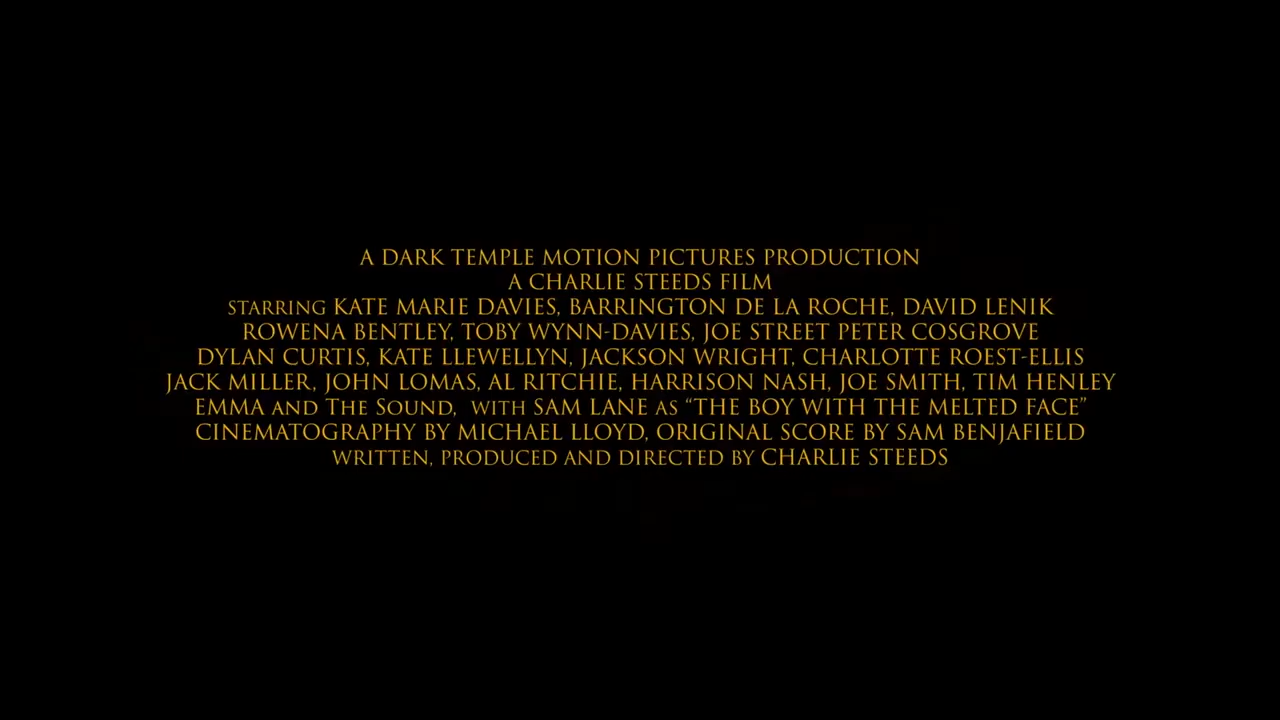 A DARK TEMPLE MOTION PICTURES PRODUCTION
A CHARLIE STEEDS FILM
STARRING KATE MARIE DAVIES, BARRINGTON DE LA ROCHE, DAVID LENIK
ROWENA BENTLEY, TOBY WYNN-DAVIES, JOE STREET PETER COSGROVE
DYLAN CURTIS, KATE LLEWELLYN, JACKSON WRIGHT, CHARLOTTE ROEST-ELLIS
JACK MILLER, JOHN LOMAS, AL RITCHIE, HARRISON NASH, JOE SMITH, TIM HENLEY
EMMA AND THE SOUND, WITH SAM LANE AS “THE BOY WITH THE MELTED FACE”
CINEMATOGRAPHY BY MICHAEL LLOYD, ORIGINAL SCORE BY SAM BENJAFIELD
WRITTEN, PRODUCED AND DIRECTED BY CHARLIE STEEDS